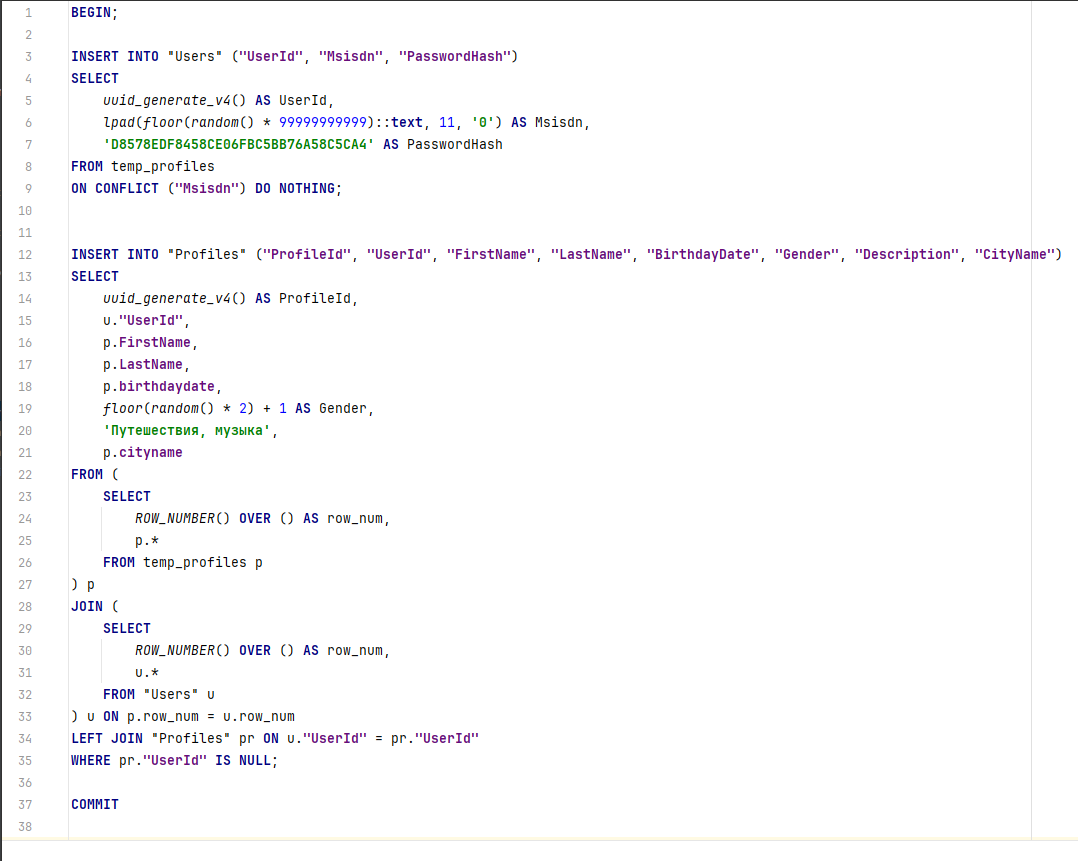 1 BEGIN;
2
3 INSERT INTO "Users" ("UserId", "Msisdn", "PasswordHash")
4 SELECT
5     uuid_generate_v4() AS UserId,
6     lpad(floor(random() * 99999999999)::text, 11, '0') AS Msisdn,
7     'D8578EDF8458CE06FBC5BB76A58C5CA4' AS PasswordHash
8 FROM temp_profiles
9 ON CONFLICT ("Msisdn") DO NOTHING;
10
11
12 INSERT INTO "Profiles" ("ProfileId", "UserId", "FirstName", "LastName", "BirthdayDate", "Gender", "Description", "CityName")
13 SELECT
14     uuid_generate_v4() AS ProfileId,
15     u."UserId",
16     p.FirstName,
17     p.LastName,
18     p.birthdaydate,
19     floor(random() * 2) + 1 AS Gender,
20     'Путешествия, музыка',
21     p.cityname
22 FROM (
23     SELECT
24         ROW_NUMBER() OVER () AS row_num,
25         p.*
26     FROM temp_profiles p
27 ) p
28 JOIN (
29     SELECT
30         ROW_NUMBER() OVER () AS row_num,
31         u.*
32     FROM "Users" u
33 ) u ON p.row_num = u.row_num
34 LEFT JOIN "Profiles" pr ON u."UserId" = pr."UserId"
35 WHERE pr."UserId" IS NULL;
36
37 COMMIT
38